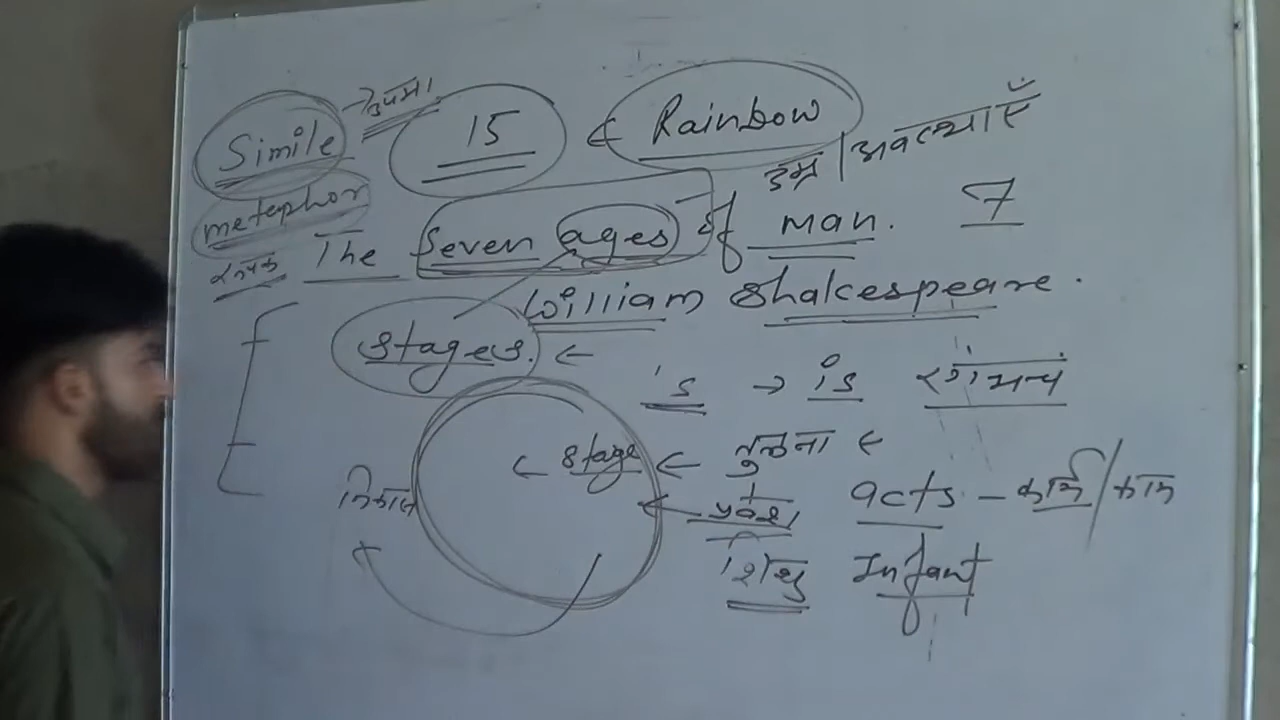 Simile → उपमा 15 ← Rainbow
metaphor उम्र / अवस्थाएँ
रूपक The Seven ages of man. 7
William Shakespeare.
stages. ←
's → is रंगमंच
← stage ← तुलना ←
निकास ← प्रवेश acts - कर्म / काम
शिशु Infant